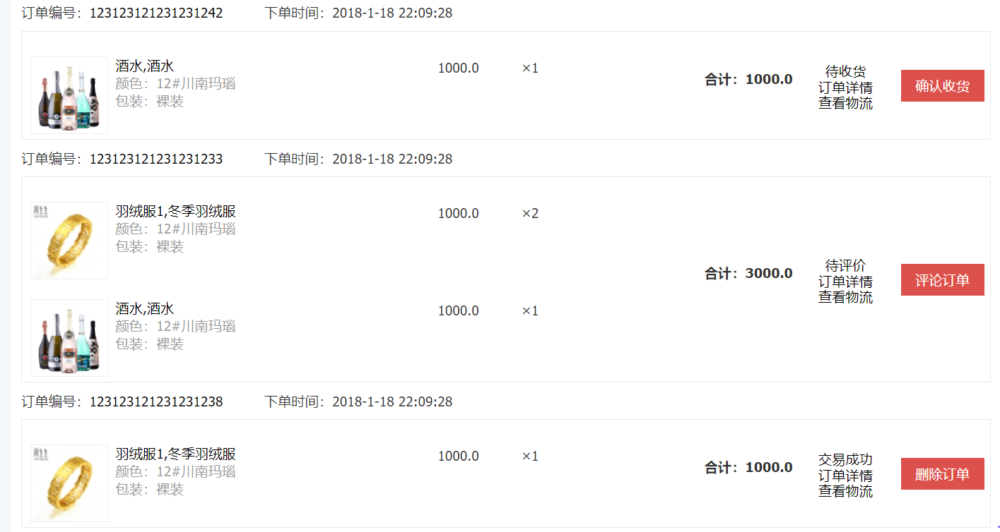 订单编号：123123121231231242 下单时间：2018-1-18 22:09:28
酒水,酒水 1000.0 ×1
颜色：12#川南玛瑙
包装：裸装
合计：1000.0
待收货
订单详情
查看物流
确认收货
订单编号：123123121231231233 下单时间：2018-1-18 22:09:28
周生生
羽绒服1,冬季羽绒服 1000.0 ×2
颜色：12#川南玛瑙
包装：裸装
酒水,酒水 1000.0 ×1
颜色：12#川南玛瑙
包装：裸装
合计：3000.0
待评价
订单详情
查看物流
评论订单
订单编号：123123121231231238 下单时间：2018-1-18 22:09:28
周生生
羽绒服1,冬季羽绒服 1000.0 ×1
颜色：12#川南玛瑙
包装：裸装
合计：1000.0
交易成功
订单详情
查看物流
删除订单